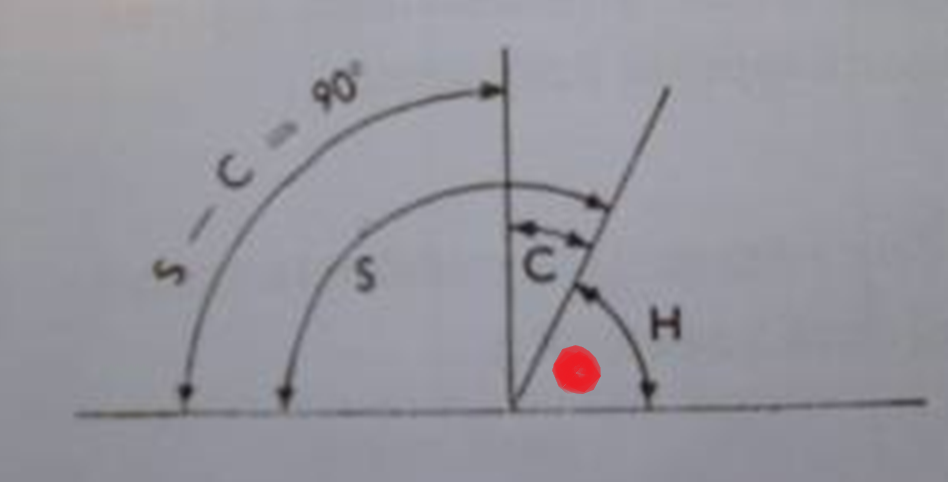 S — C = 90°
S
C
H